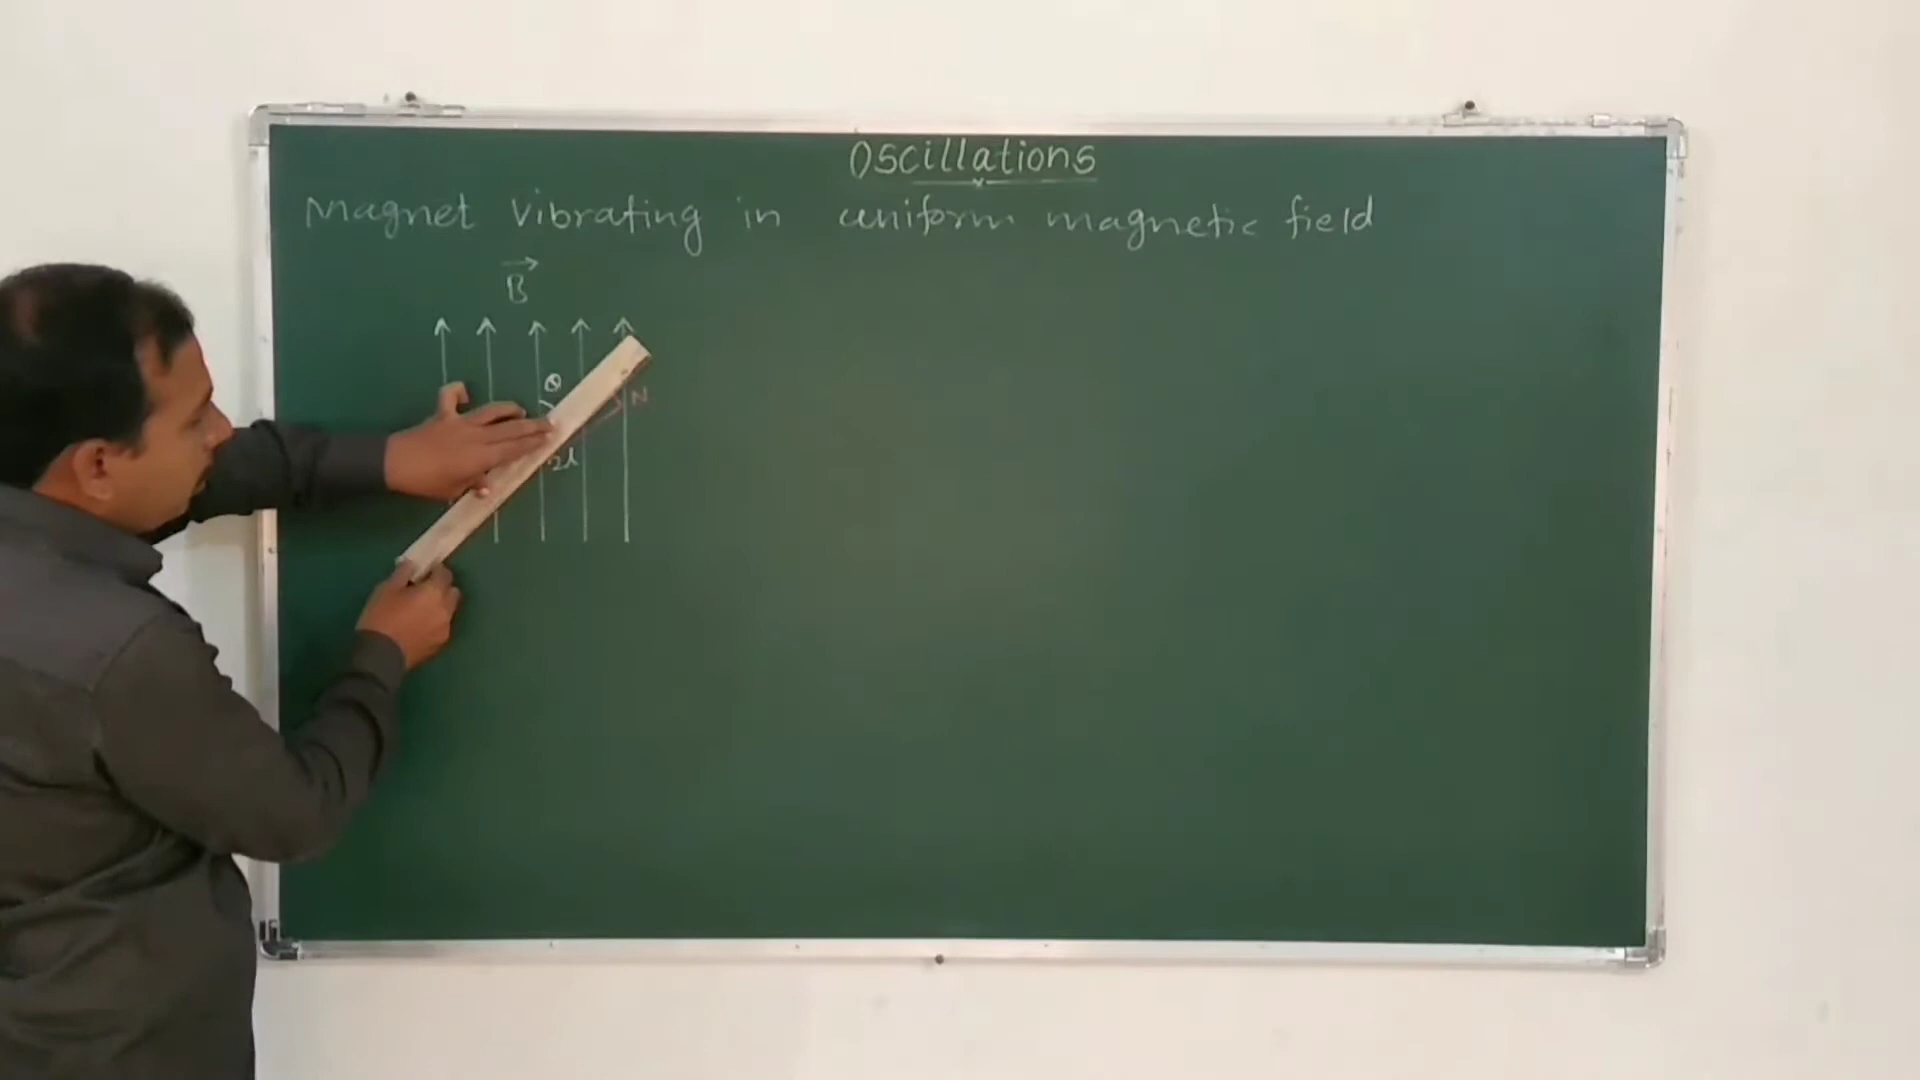 Oscillations
Magnet vibrating in uniform magnetic field
B
θ
N
2l